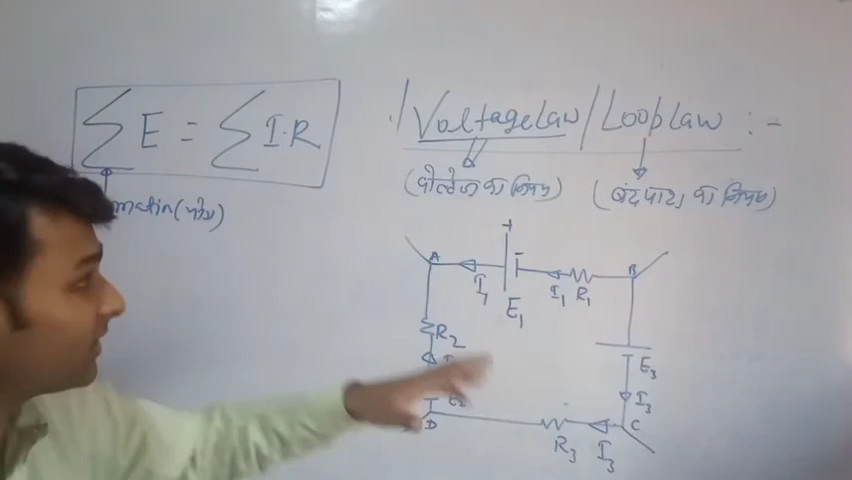 ∑ E = ∑ I.R
Voltage Law / Loop Law :-
(वोल्टेज का नियम) (बंद पाश का नियम)
A I₁ + - E₁ I₁ R₁ B
R₂
E₃
I₃
E₂
D R₃ I₃ C